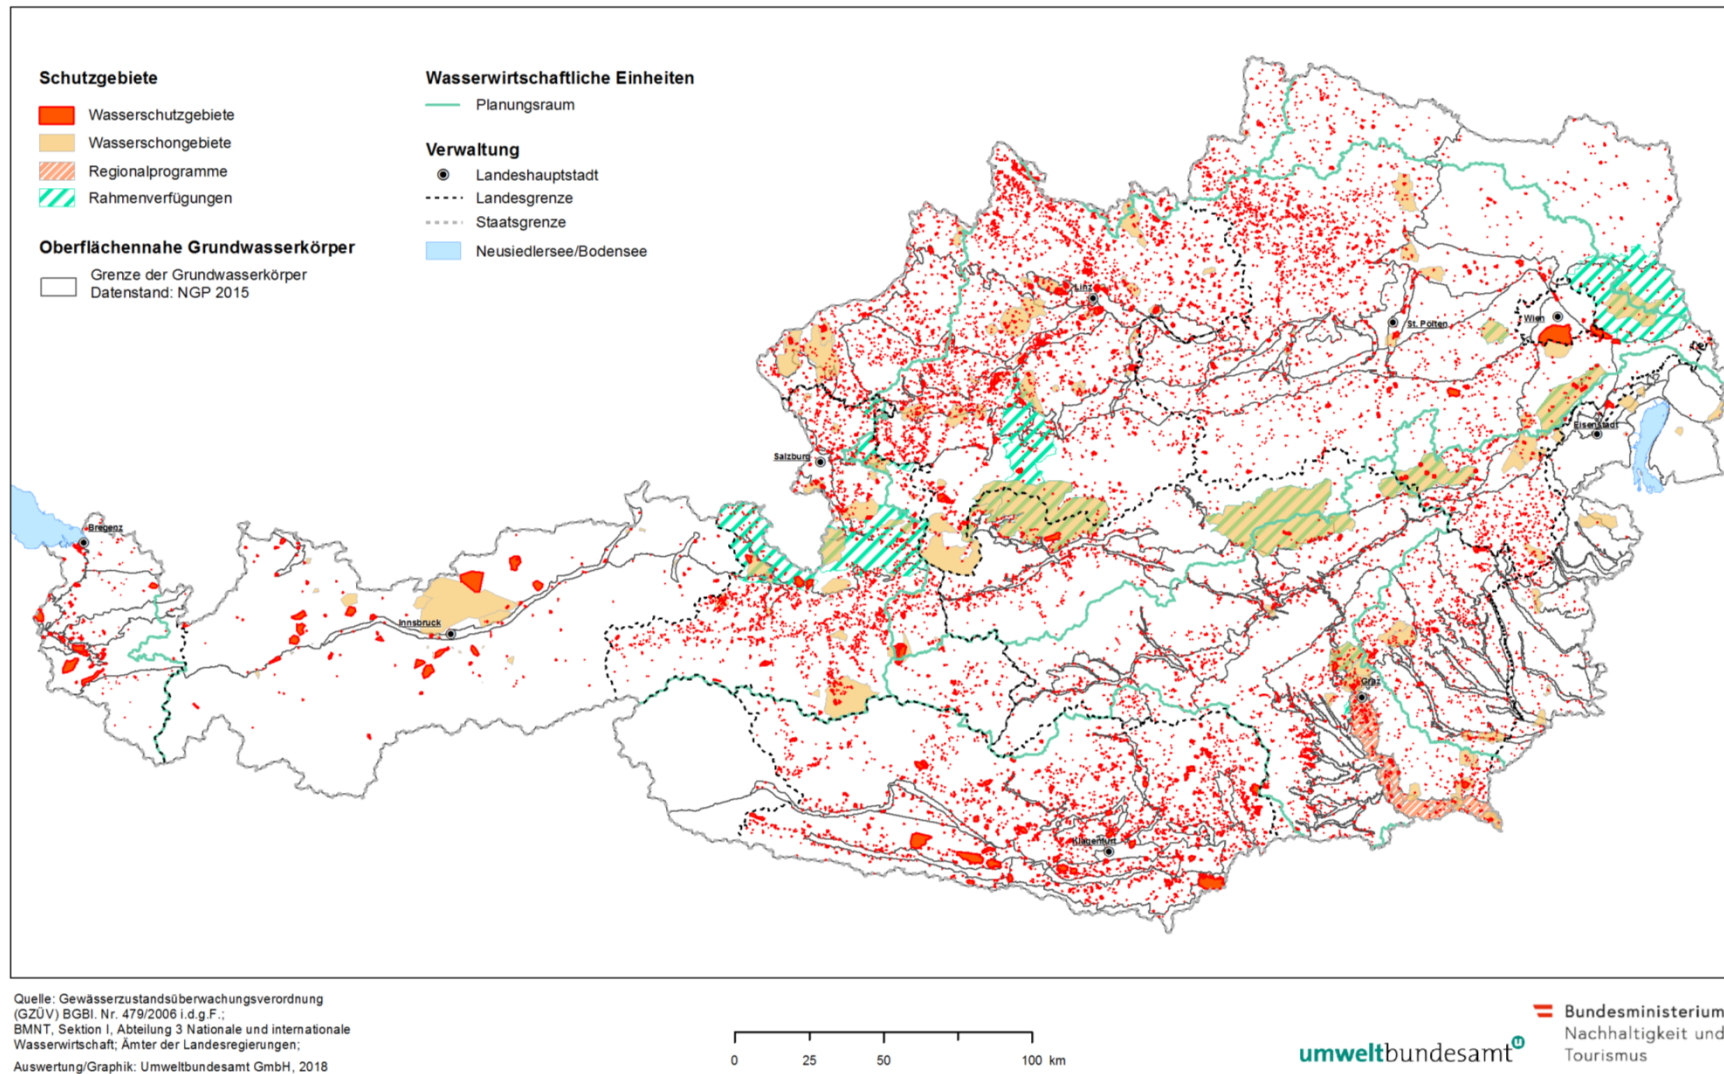 Schutzgebiete
Wasserschutzgebiete
Wasserschongebiete
Regionalprogramme
Rahmenverfügungen
Oberflächennahe Grundwasserkörper
Grenze der Grundwasserkörper
Datenstand: NGP 2015
Wasserwirtschaftliche Einheiten
Planungsraum
Verwaltung
Landeshauptstadt
Landesgrenze
Staatsgrenze
Neusiedlersee/Bodensee
Linz
St. Pölten
Wien
Eisenstadt
Salzburg
Bregenz
Innsbruck
Graz
Klagenfurt
Quelle: Gewässerzustandsüberwachungsverordnung
(GZÜV) BGBl. Nr. 479/2006 i.d.g.F.;
BMNT, Sektion I, Abteilung 3 Nationale und internationale
Wasserwirtschaft; Ämter der Landesregierungen;
Auswertung/Graphik: Umweltbundesamt GmbH, 2018
0 25 50 100 km
umweltbundesamt U
Bundesministerium
Nachhaltigkeit und
Tourismus